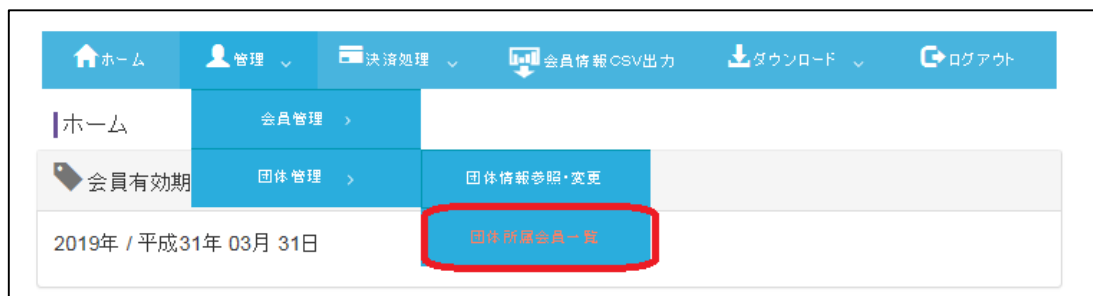 ホーム 管理 決済処理 会員情報CSV出力 ダウンロード ログアウト
ホーム 会員管理
会員有効期 団体管理 団体情報参照・変更
2019年 / 平成31年 03月 31日 団体所属会員一覧